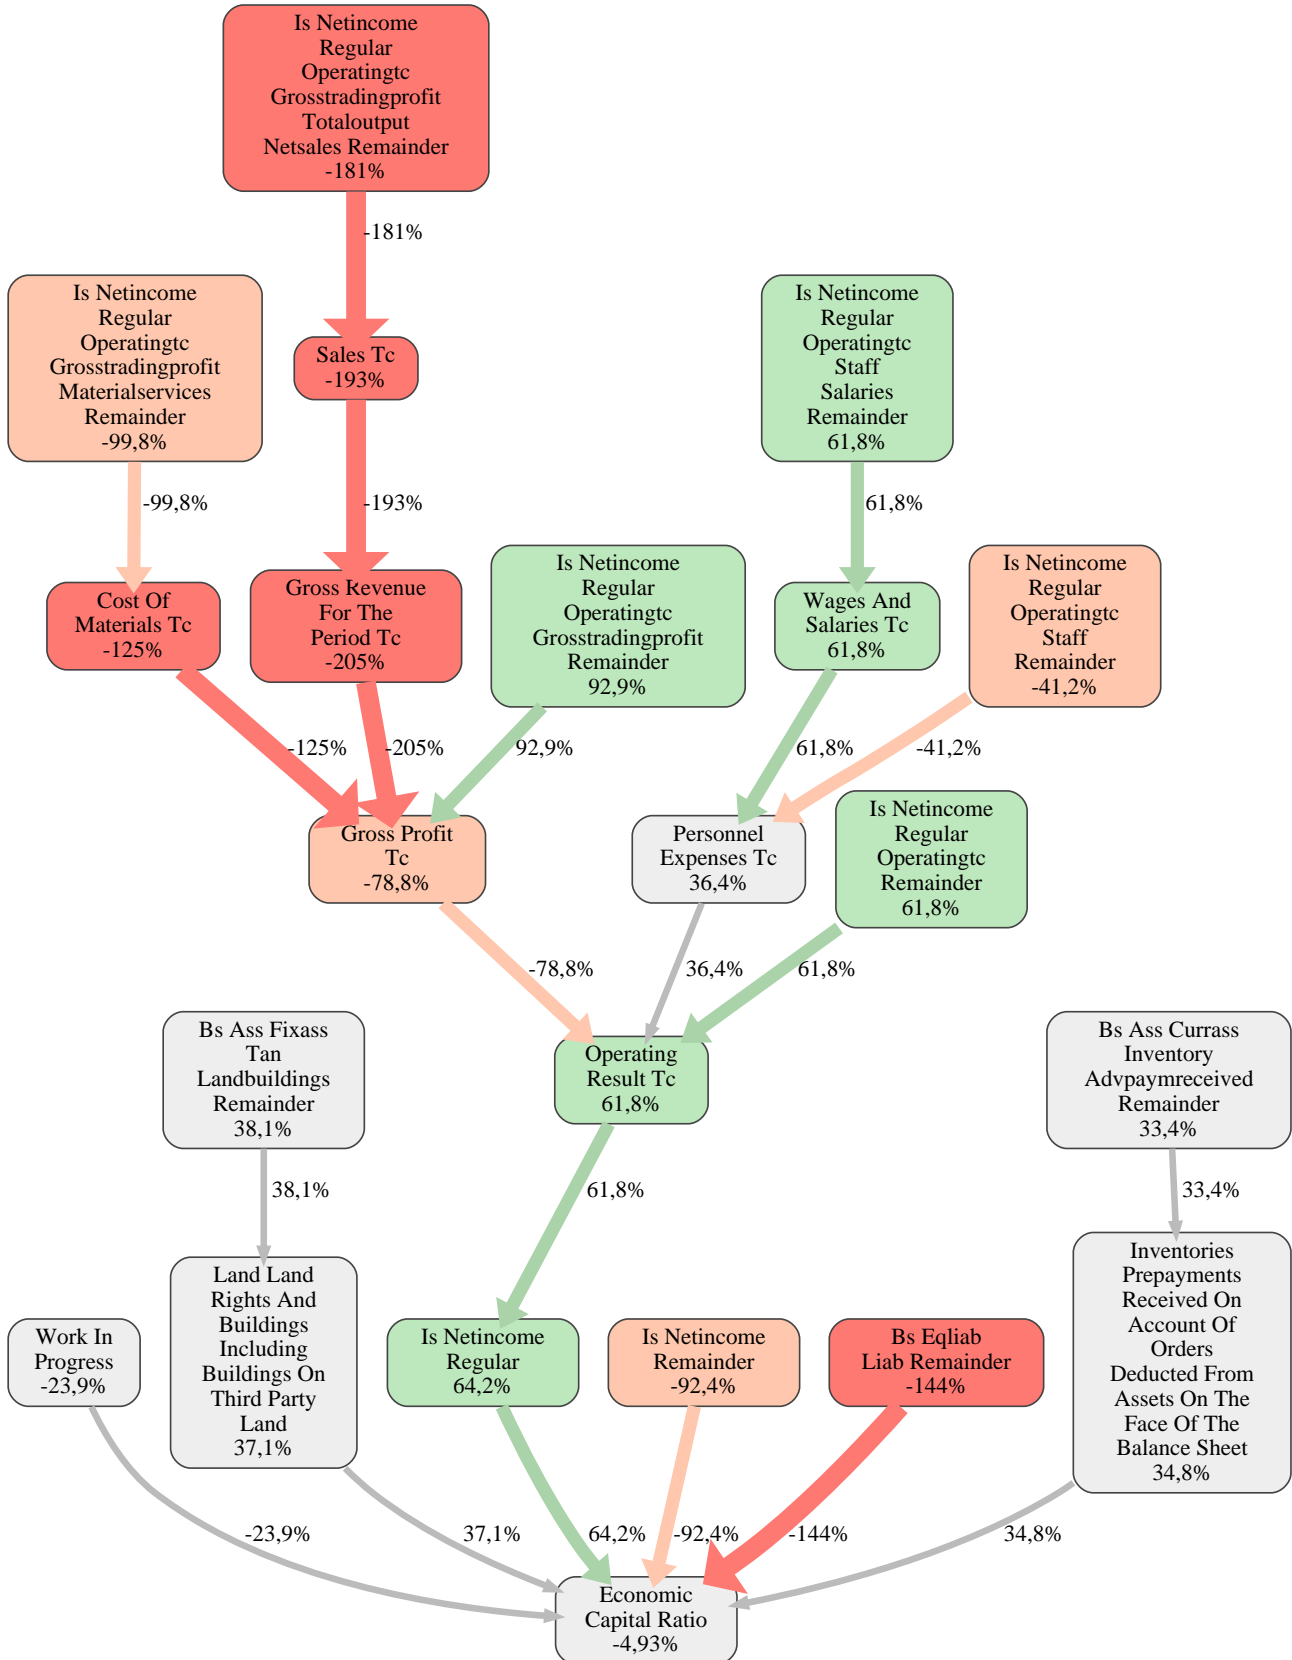 Is Netincome
Regular
Operatingtc
Grosstradingprofit
Totaloutput
Netsales Remainder
-181%
-181%
Is Netincome
Regular
Operatingtc
Grosstradingprofit
Materialservices
Remainder
-99,8%
Sales Tc
-193%
Is Netincome
Regular
Operatingtc
Staff
Salaries
Remainder
61,8%
-99,8%
-193%
61,8%
Cost Of
Materials Tc
-125%
Gross Revenue
For The
Period Tc
-205%
Is Netincome
Regular
Operatingtc
Grosstradingprofit
Remainder
92,9%
Wages And
Salaries Tc
61,8%
Is Netincome
Regular
Operatingtc
Staff
Remainder
-41,2%
-125%
-205%
92,9%
61,8%
-41,2%
Gross Profit
Tc
-78,8%
Personnel
Expenses Tc
36,4%
Is Netincome
Regular
Operatingtc
Remainder
61,8%
-78,8%
36,4%
61,8%
Bs Ass Fixass
Tan
Landbuildings
Remainder
38,1%
Operating
Result Tc
61,8%
Bs Ass Currass
Inventory
Advpaymreceived
Remainder
33,4%
38,1%
61,8%
33,4%
Work In
Progress
-23,9%
Land Land
Rights And
Buildings
Including
Buildings On
Third Party
Land
37,1%
Is Netincome
Regular
64,2%
Is Netincome
Remainder
-92,4%
Bs Eqliab
Liab Remainder
-144%
Inventories
Prepayments
Received On
Account Of
Orders
Deducted From
Assets On The
Face Of The
Balance Sheet
34,8%
-23,9%
37,1%
64,2%
-92,4%
-144%
34,8%
Economic
Capital Ratio
-4,93%